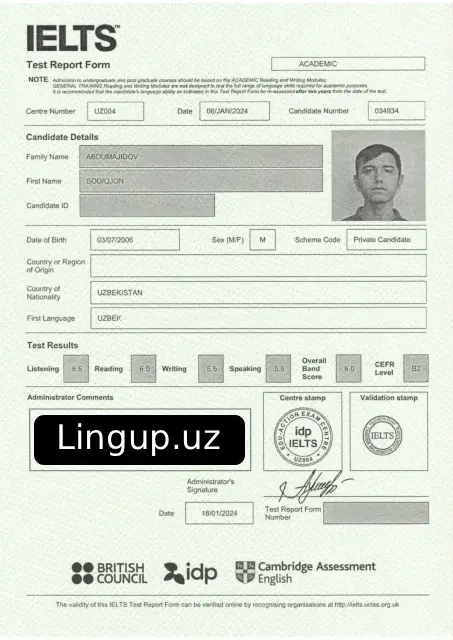 IELTS™
Test Report Form
ACADEMIC
NOTE Admission to undergraduate and post graduate courses should be based on the ACADEMIC Reading and Writing Modules.
GENERAL TRAINING Reading and Writing Modules are not designed to test the full range of language skills required for academic purposes.
It is recommended that the candidate's language ability as indicated in this Test Report Form be re-assessed after two years from the date of the test.
Centre Number UZ004 Date 06/JAN/2024 Candidate Number 034934
Candidate Details
Family Name ABDUMAJIDOV
First Name SODIQJON
Candidate ID
Date of Birth 03/07/2006 Sex (M/F) M Scheme Code Private Candidate
Country or Region
of Origin
Country of
Nationality UZBEKISTAN
First Language UZBEK
Test Results
Listening 6.5 Reading 6.0 Writing 5.5 Speaking 5.5 Overall Band Score 6.0 CEFR Level B2
Administrator Comments
Centre stamp
Validation stamp
Lingup.uz
EDU-ACTION EXAM CENTRE
idp
IELTS
UZ004
IELTS
Administrator's
Signature
Date 18/01/2024
Test Report Form
Number
BRITISH
COUNCIL
idp
Cambridge Assessment
English
The validity of this IELTS Test Report Form can be verified online by recognising organisations at http://ielts.ucles.org.uk